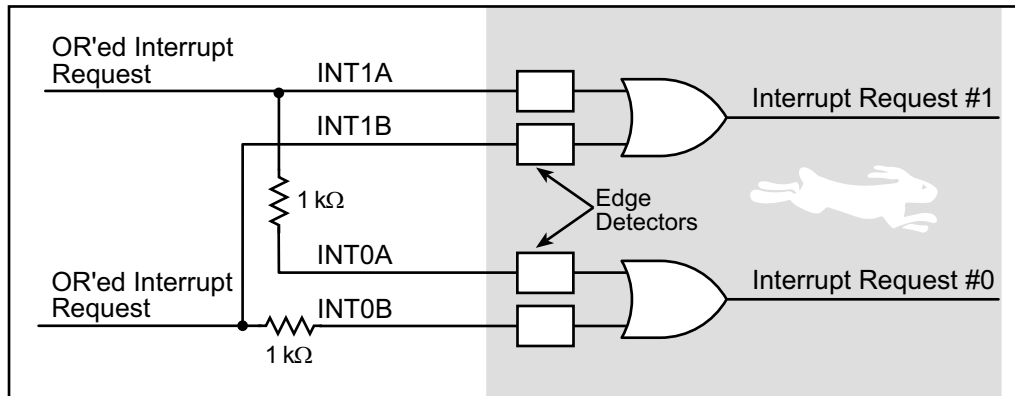 OR'ed Interrupt
Request
INT1A
Interrupt Request #1
INT1B
1 kΩ
Edge
Detectors
INT0A
OR'ed Interrupt
Request
Interrupt Request #0
INT0B
1 kΩ